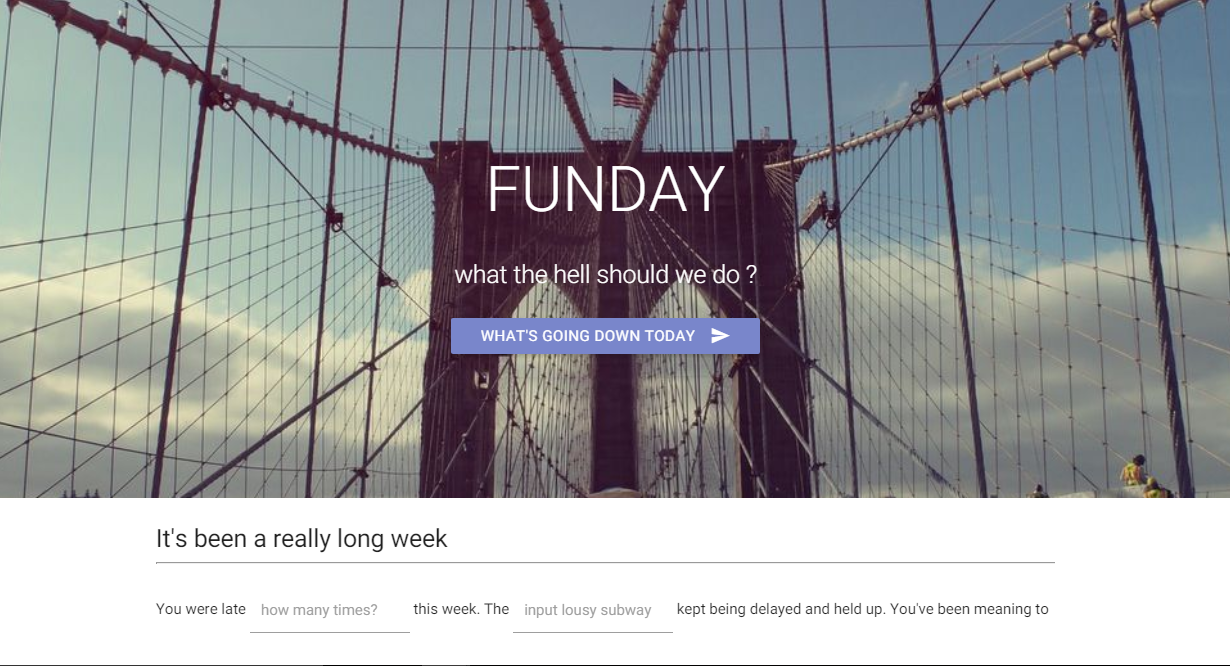 FUNDAY
what the hell should we do ?
WHAT'S GOING DOWN TODAY
It's been a really long week
You were late how many times? this week. The input lousy subway kept being delayed and held up. You've been meaning to